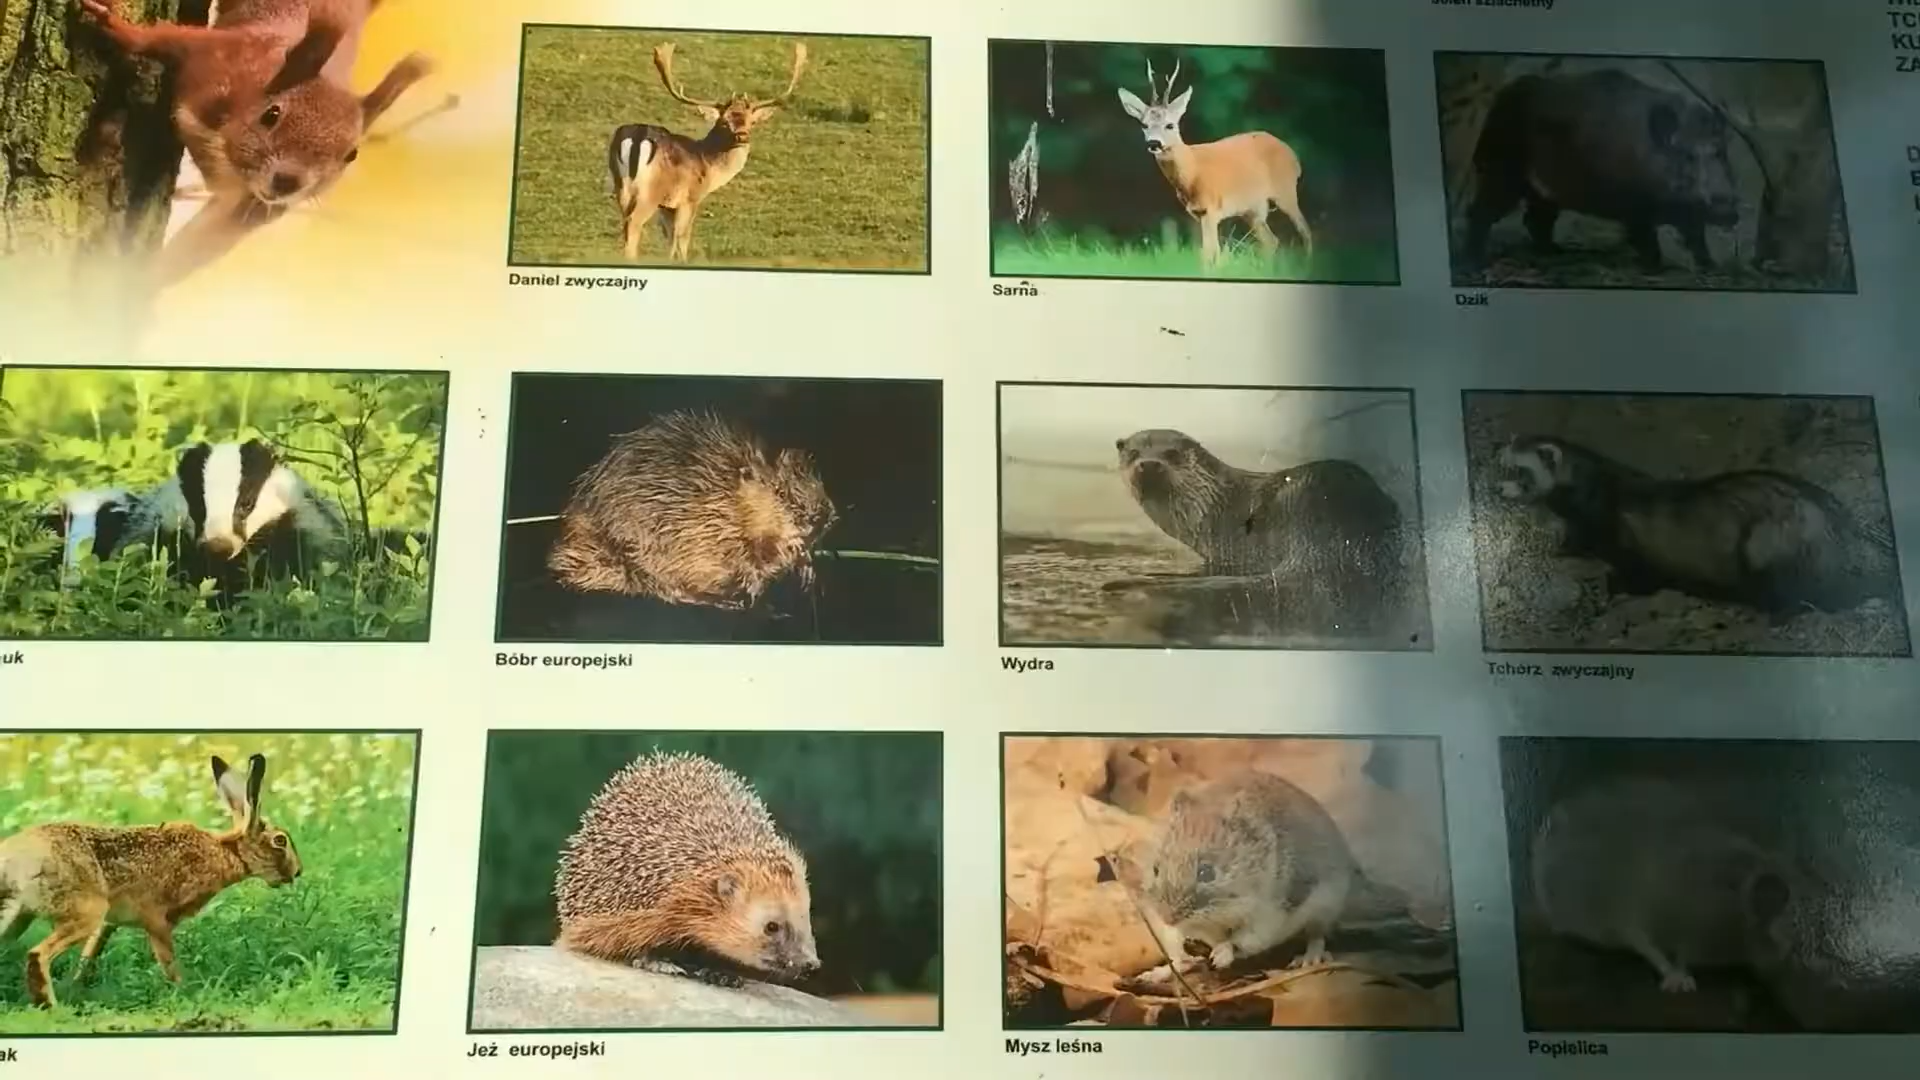 Daniel zwyczajny
Sarna
Dzik
Bóbr europejski
Wydra
Tchórz zwyczajny
Jeż europejski
Mysz leśna
Popielica